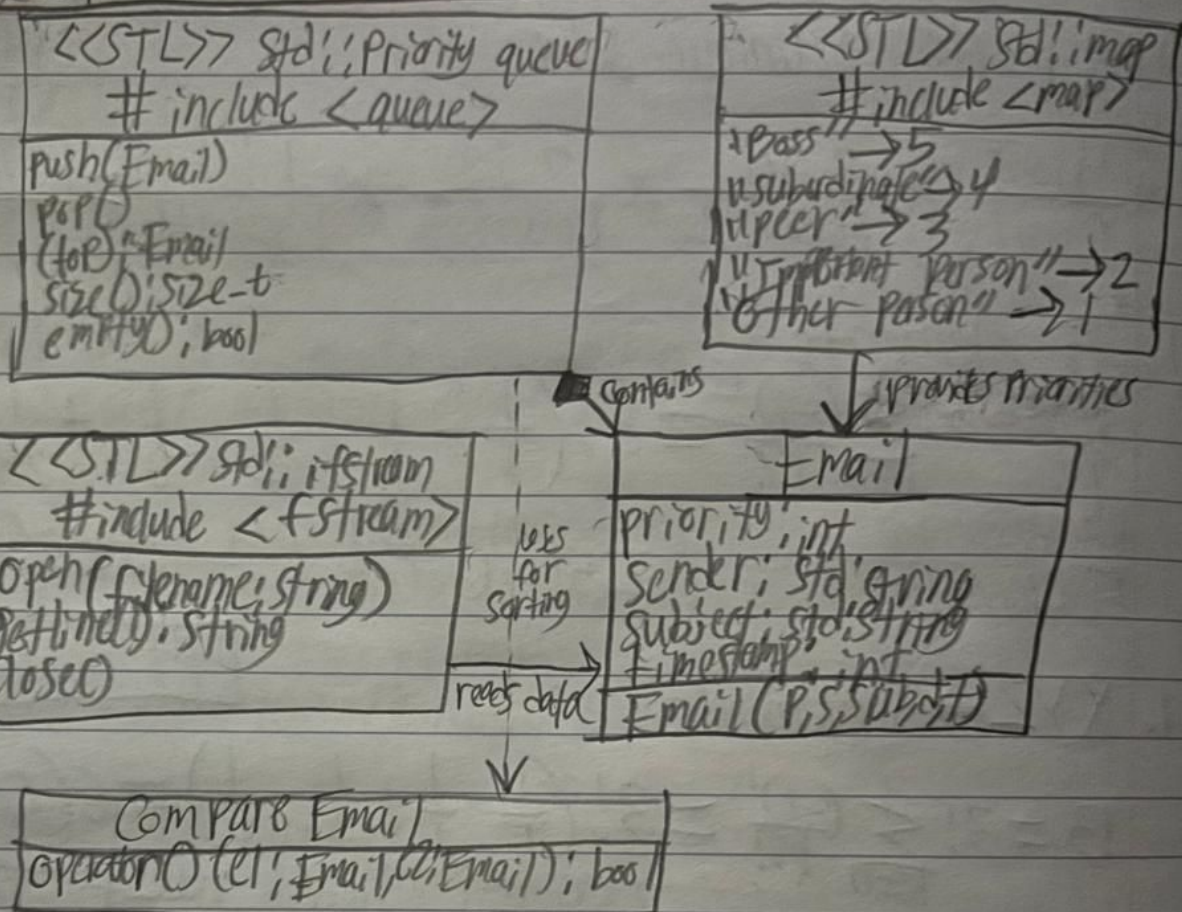 <<STL>> std::Priority queue
# include <queue>
push(Email)
pop()
(top): Email
size(): size_t
empty(): bool
<<STL>> std::map
#include <map>
"Boss" → 5
"subordinate" → 4
"peer" → 3
"Important person" → 2
"Other person" → 1
contains
provides Priorities
<<STL>> std::ifstream
#include <fstream>
open(filename: string)
getline(): string
close()
uses
for
sorting
reads data
Email
priority: int
sender: std:string
subject: std:string
timestamp: int
Email(P,S,sub,d,t)
Compare Email
operator() (e1: Email, e2: Email): bool